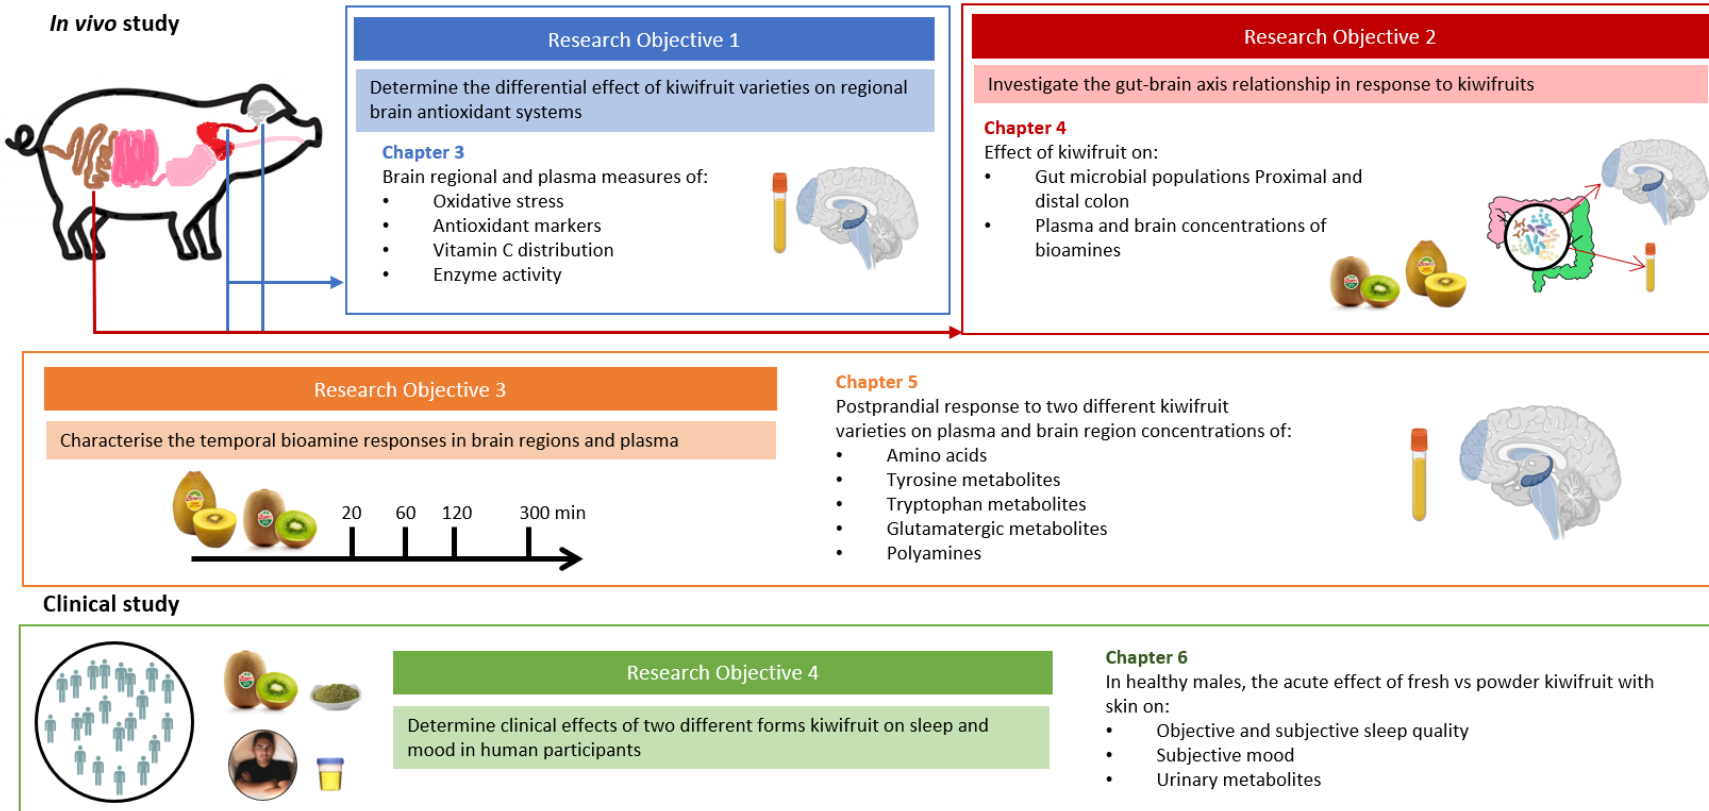 In vivo study
Research Objective 1
Determine the differential effect of kiwifruit varieties on regional
brain antioxidant systems
Chapter 3
Brain regional and plasma measures of:
• Oxidative stress
• Antioxidant markers
• Vitamin C distribution
• Enzyme activity
Research Objective 2
Investigate the gut-brain axis relationship in response to kiwifruits
Chapter 4
Effect of kiwifruit on:
• Gut microbial populations Proximal and
distal colon
• Plasma and brain concentrations of
bioamines
Research Objective 3
Characterise the temporal bioamine responses in brain regions and plasma
20 60 120 300 min
Chapter 5
Postprandial response to two different kiwifruit
varieties on plasma and brain region concentrations of:
• Amino acids
• Tyrosine metabolites
• Tryptophan metabolites
• Glutamatergic metabolites
• Polyamines
Clinical study
Research Objective 4
Determine clinical effects of two different forms kiwifruit on sleep and
mood in human participants
Chapter 6
In healthy males, the acute effect of fresh vs powder kiwifruit with
skin on:
• Objective and subjective sleep quality
• Subjective mood
• Urinary metabolites